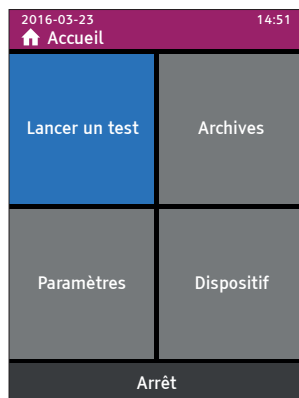 2016-03-23 14:51
Accueil
Lancer un test Archives
Paramètres Dispositif
Arrêt